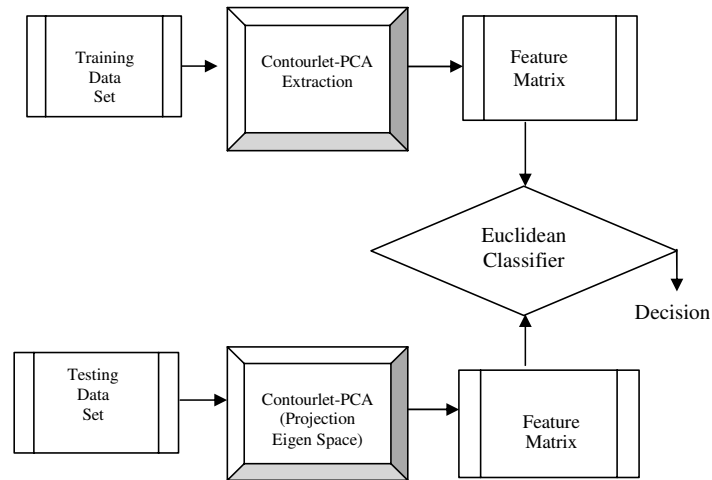 Training
Data
Set
Contourlet-PCA
Extraction
Feature
Matrix
Euclidean
Classifier
Decision
Testing
Data
Set
Contourlet-PCA
(Projection
Eigen Space)
Feature
Matrix